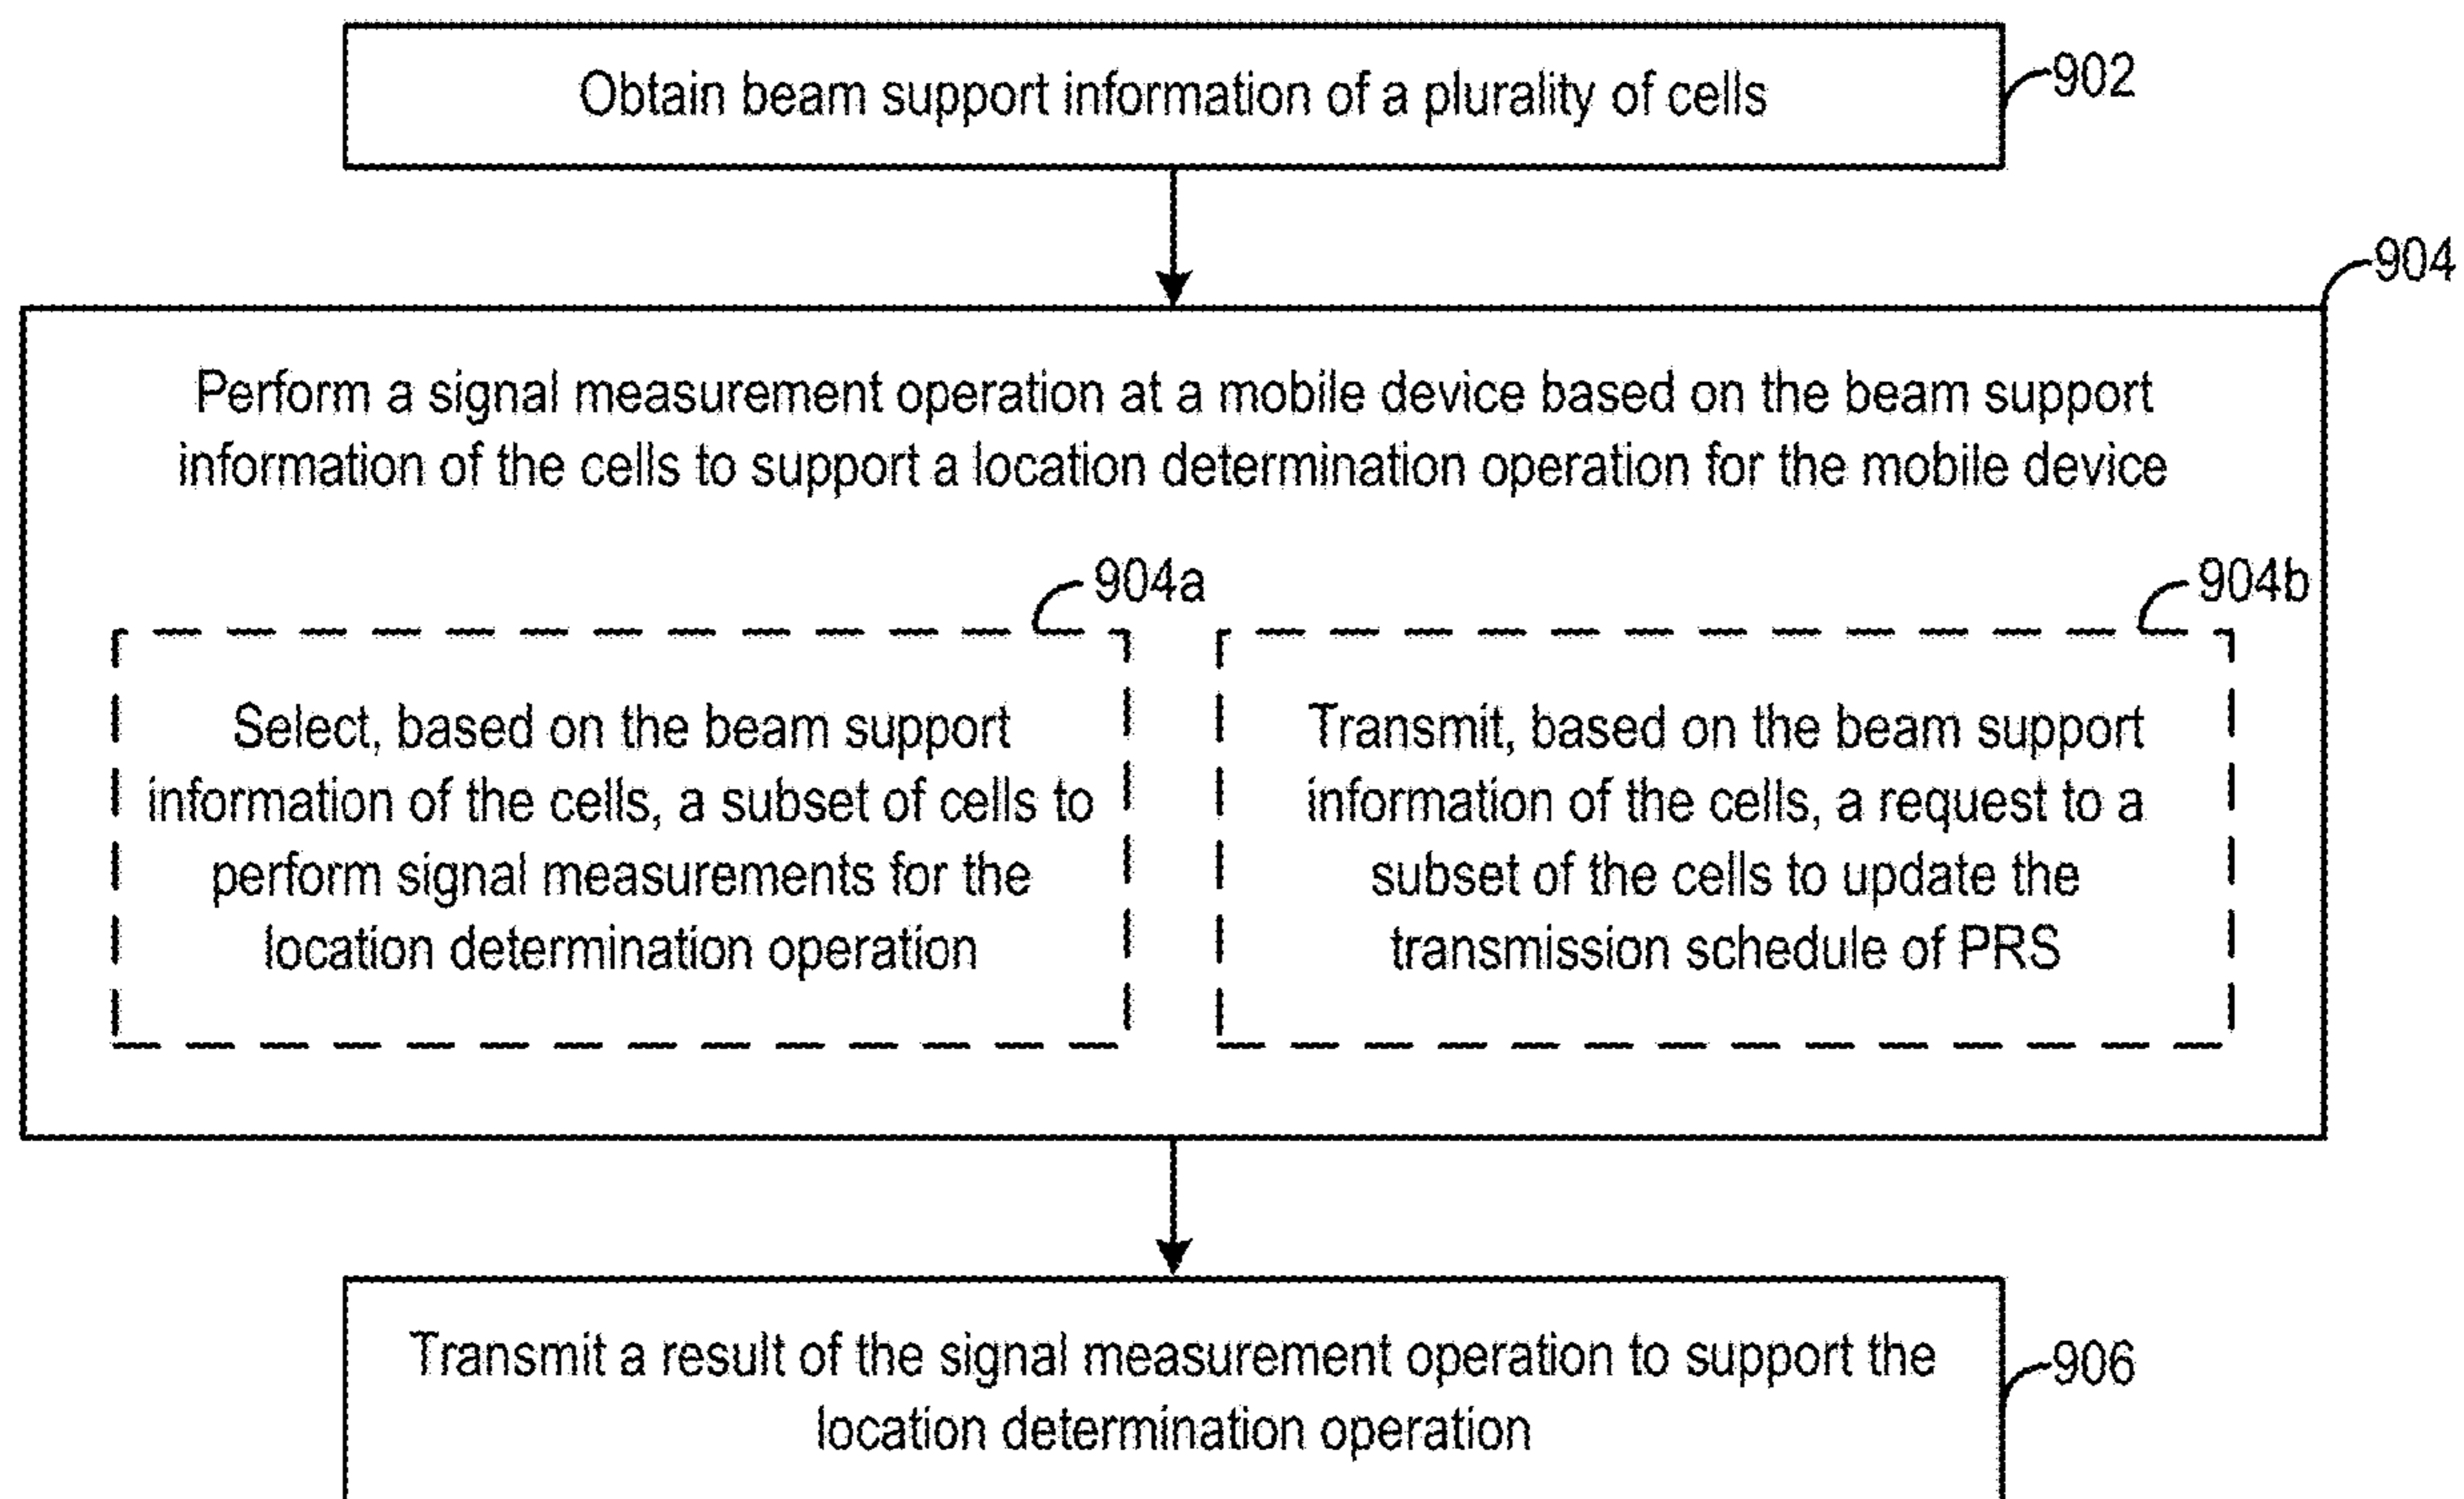 Obtain beam support information of a plurality of cells
902
904
Perform a signal measurement operation at a mobile device based on the beam support
information of the cells to support a location determination operation for the mobile device
904a
Select, based on the beam support
information of the cells, a subset of cells to
perform signal measurements for the
location determination operation
904b
Transmit, based on the beam support
information of the cells, a request to a
subset of the cells to update the
transmission schedule of PRS
Transmit a result of the signal measurement operation to support the
location determination operation
906